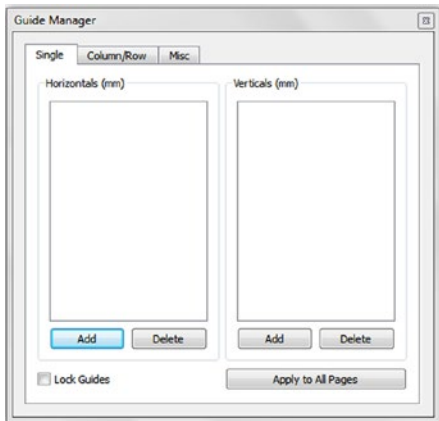 Guide Manager
Single Column/Row Misc
Horizontals (mm) Verticals (mm)
Add Delete Add Delete
Lock Guides Apply to All Pages